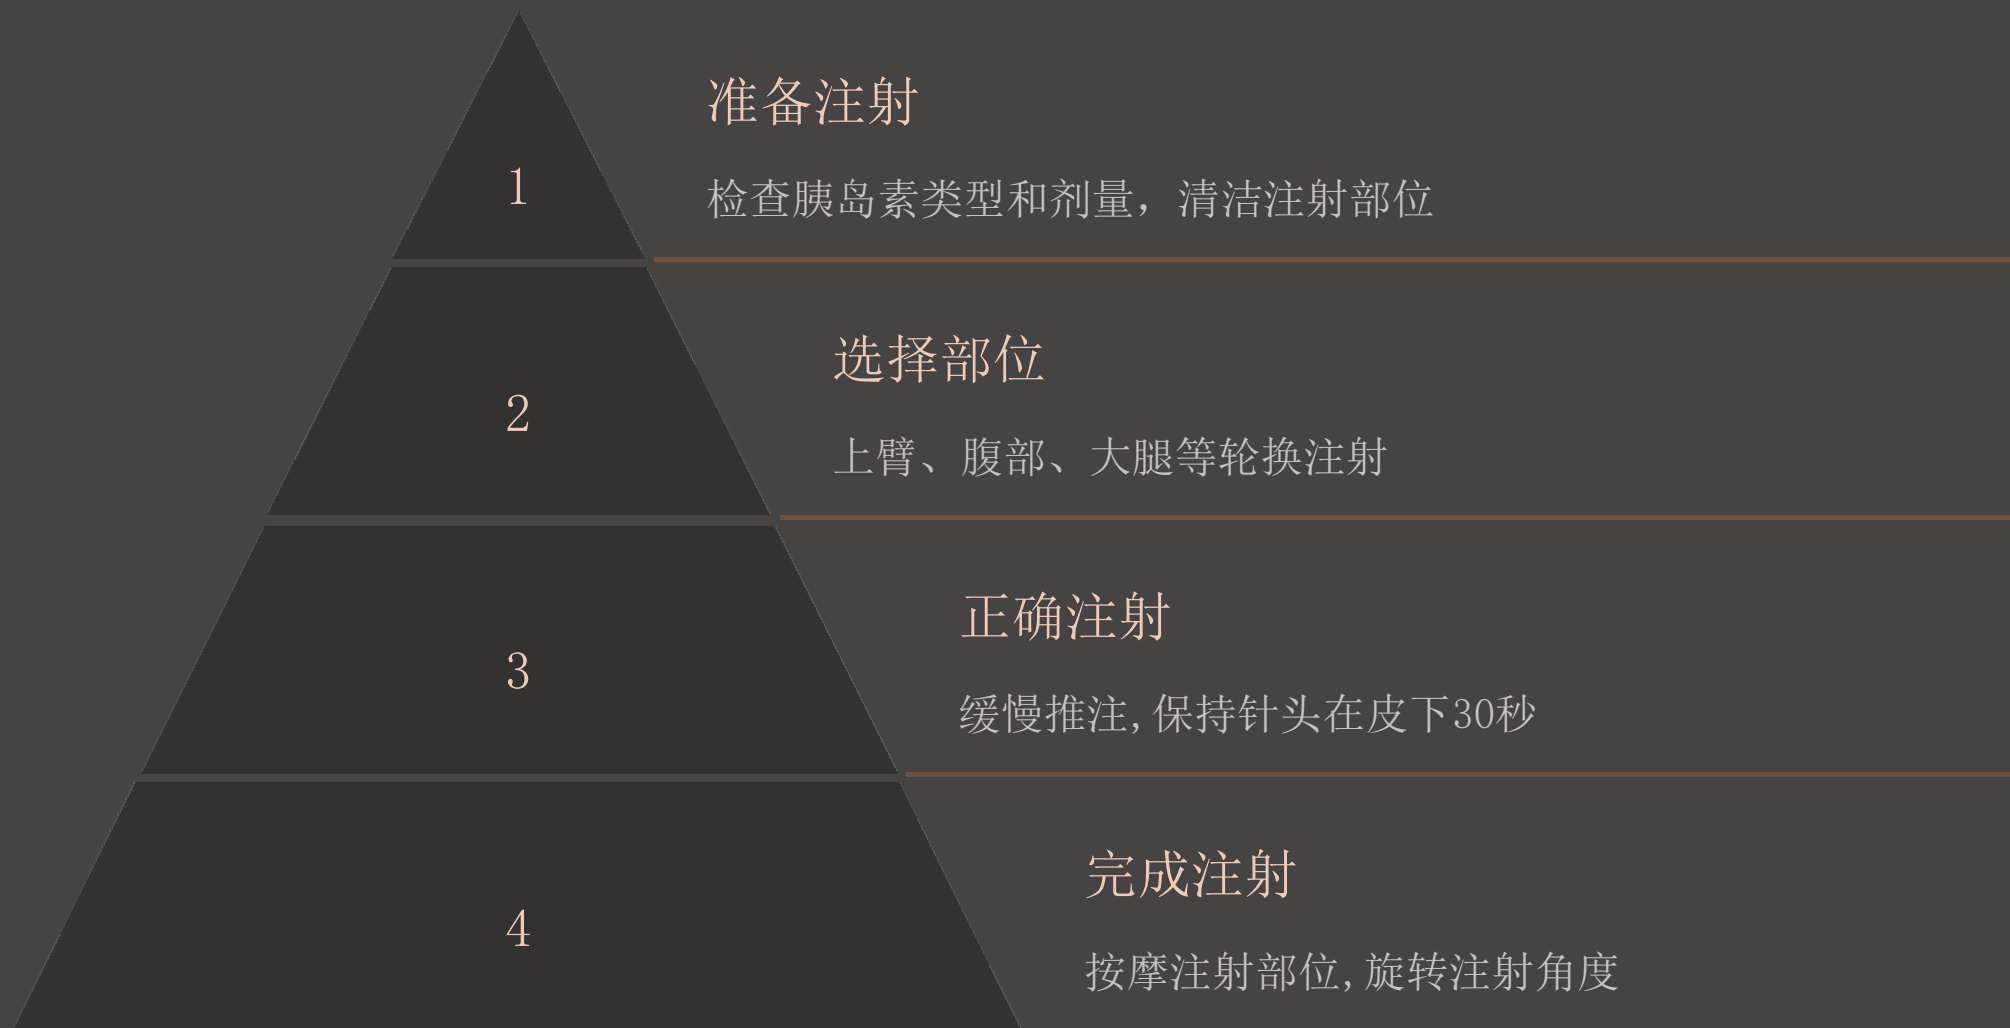 准备注射
1
检查胰岛素类型和剂量，清洁注射部位
选择部位
2
上臂、腹部、大腿等轮换注射
正确注射
3
缓慢推注,保持针头在皮下30秒
完成注射
4
按摩注射部位,旋转注射角度